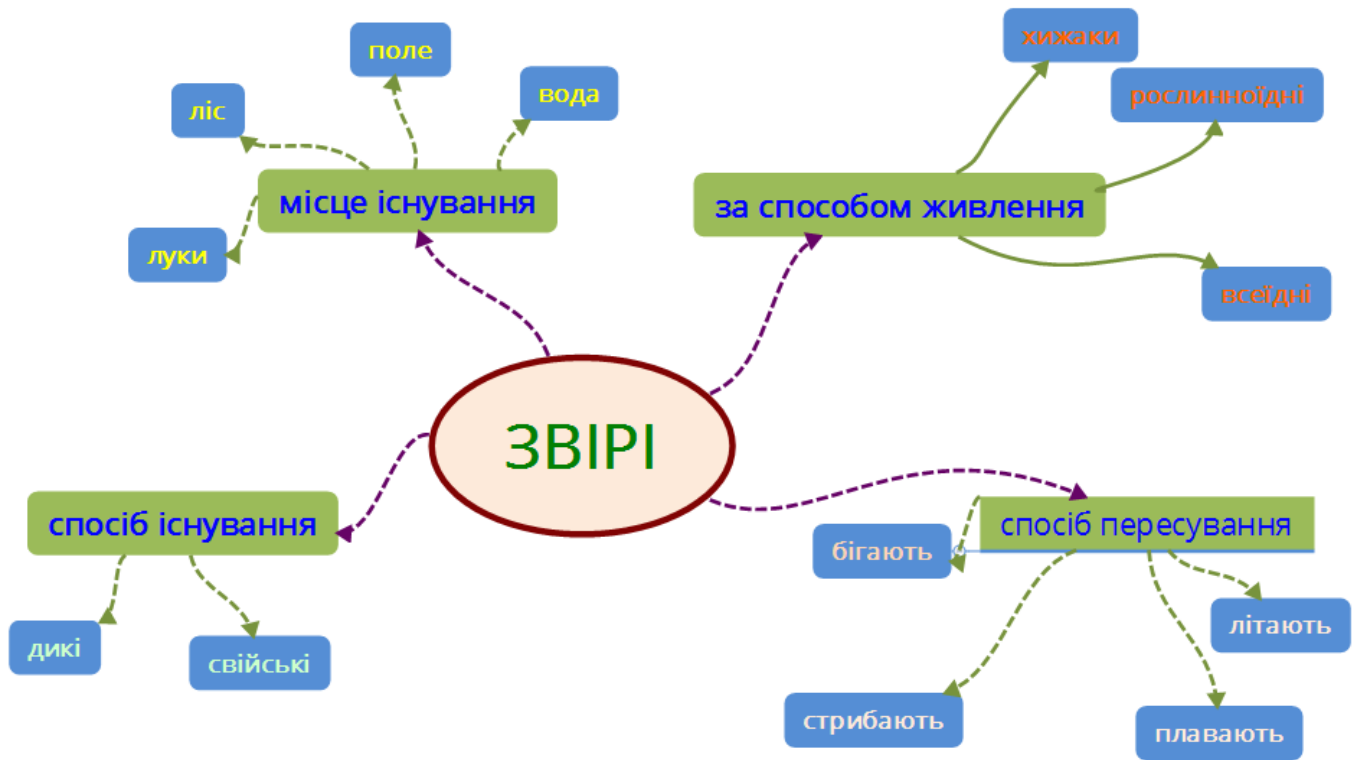 хижаки
поле
рослинноїдні
вода
ліс
місце існування
за способом живлення
луки
всеїдні
ЗВІРІ
спосіб існування
спосіб пересування
бігають
літають
дикі
свійські
стрибають
плавають